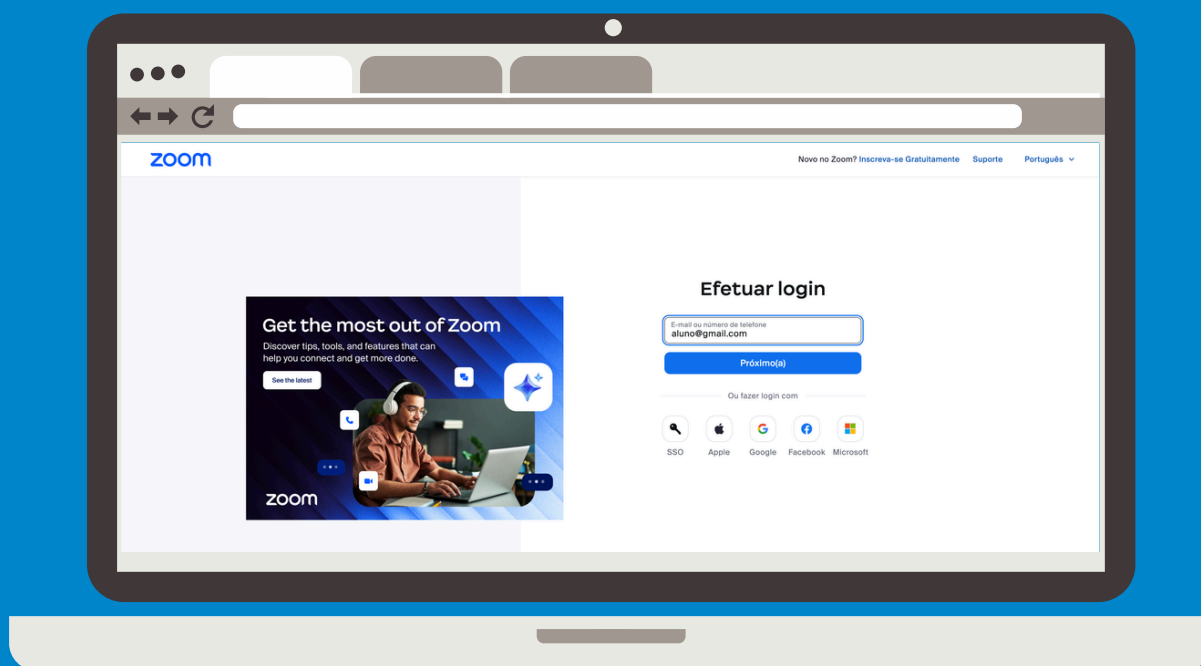 zoom
Novo no Zoom? Inscreva-se Gratuitamente Suporte Português
Get the most out of Zoom
Discover tips, tools, and features that can
help you connect and get more done.
See the latest
zoom
Efetuar login
E-mail ou número de telefone
aluno@gmail.com
Próximo(a)
Ou fazer login com
SSO Apple Google Facebook Microsoft